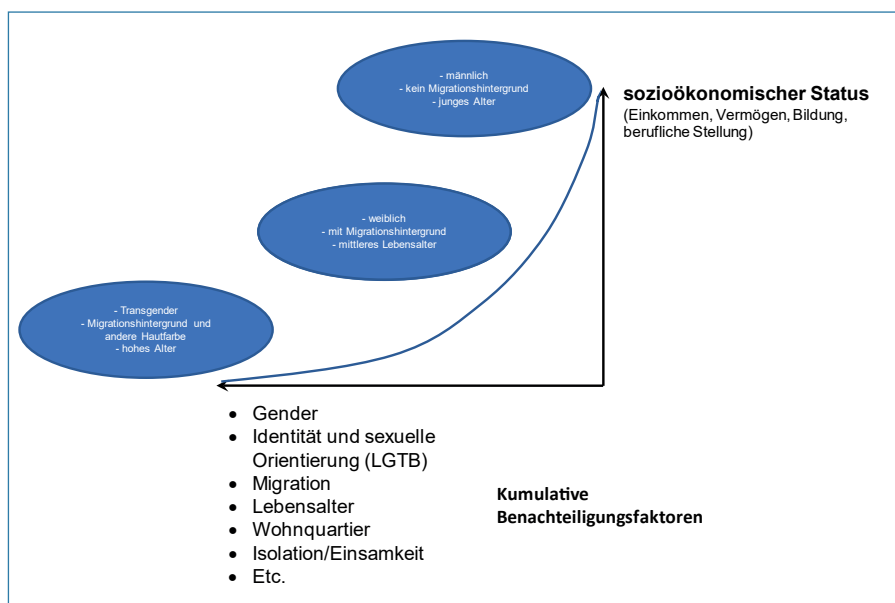 - männlich
- kein Migrationshintergrund
- junges Alter
sozioökonomischer Status
(Einkommen, Vermögen, Bildung,
berufliche Stellung)
- weiblich
- mit Migrationshintergrund
- mittleres Lebensalter
- Transgender
- Migrationshintergrund und
andere Hautfarbe
- hohes Alter
• Gender
• Identität und sexuelle
Orientierung (LGTB)
• Migration
• Lebensalter
• Wohnquartier
• Isolation/Einsamkeit
• Etc.
Kumulative
Benachteiligungsfaktoren